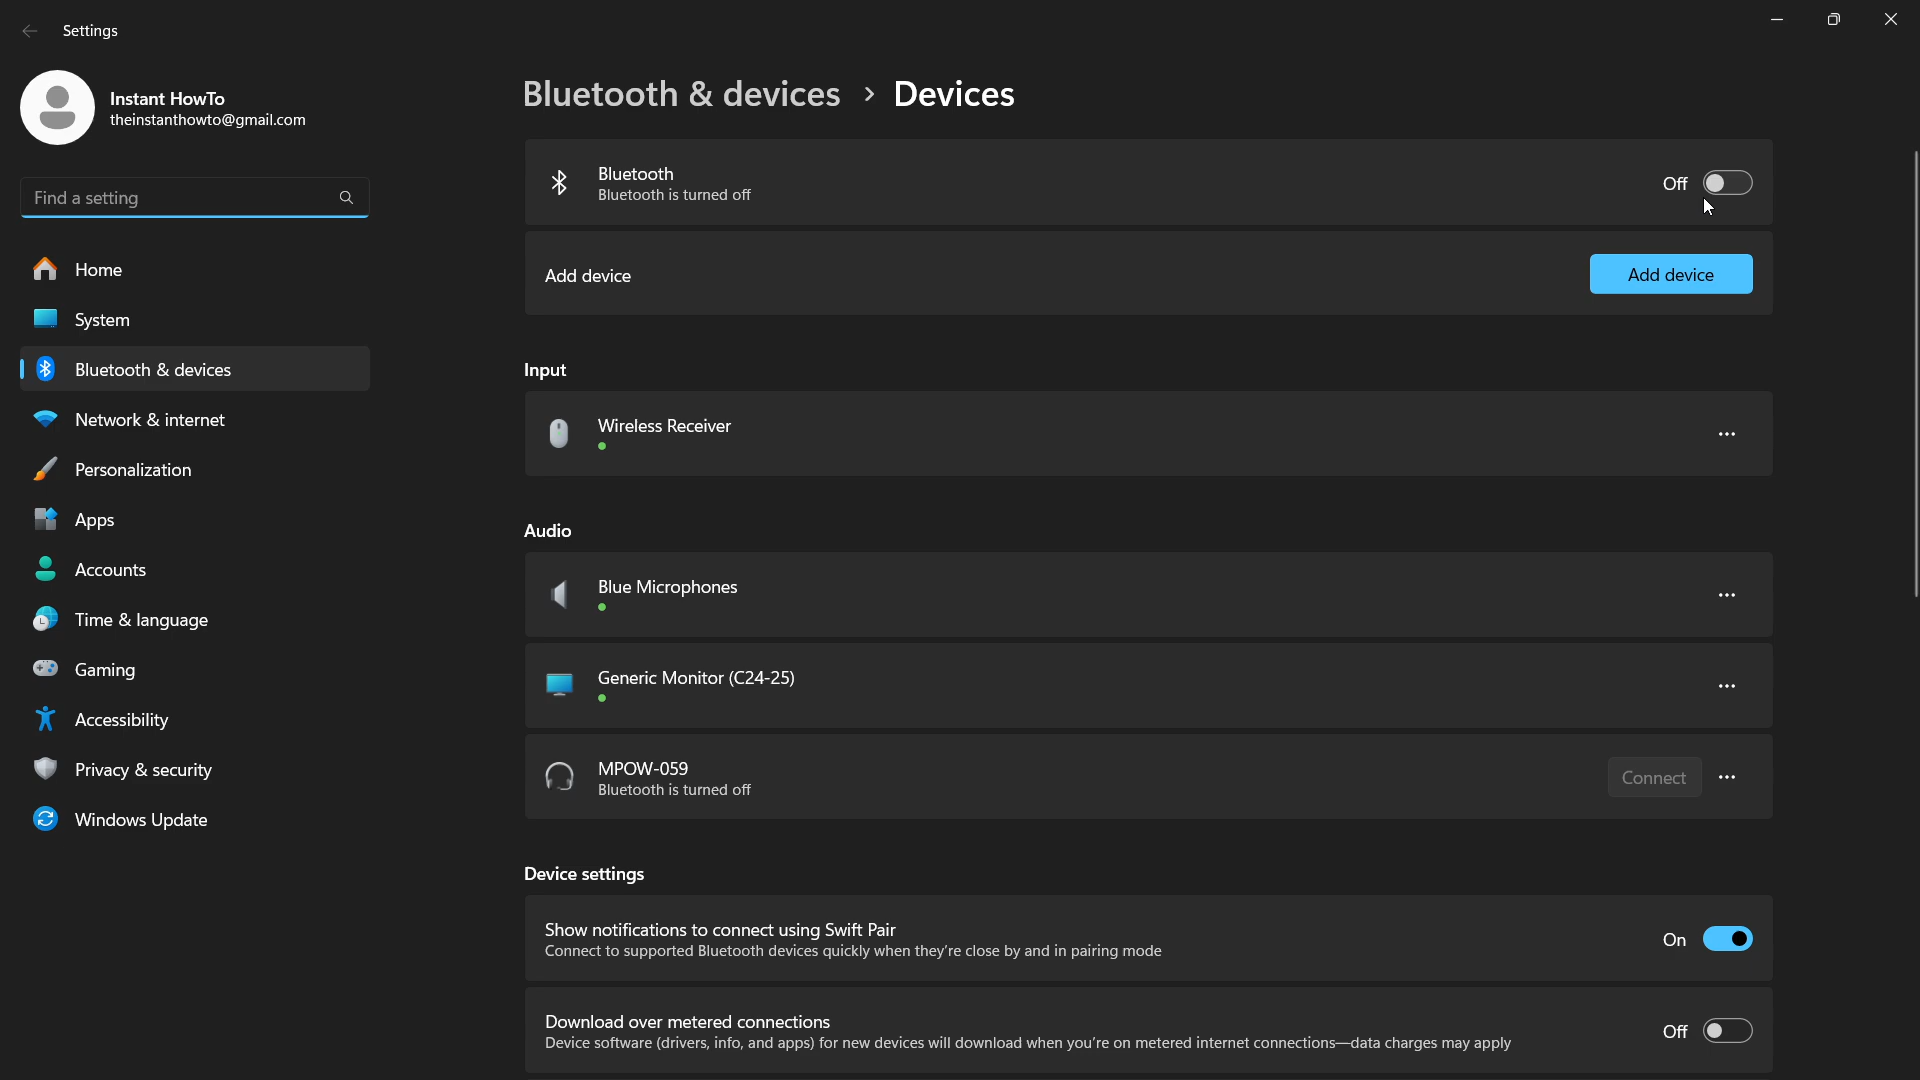 Settings
Instant HowTo
theinstanthowto@gmail.com
Find a setting
Home
System
Bluetooth & devices
Network & internet
Personalization
Apps
Accounts
Time & language
Gaming
Accessibility
Privacy & security
Windows Update
Bluetooth & devices > Devices
Bluetooth
Bluetooth is turned off
Off
Add device
Add device
Input
Wireless Receiver
Audio
Blue Microphones
Generic Monitor (C24-25)
MPOW-059
Bluetooth is turned off
Connect
Device settings
Show notifications to connect using Swift Pair
Connect to supported Bluetooth devices quickly when they're close by and in pairing mode
On
Download over metered connections
Device software (drivers, info, and apps) for new devices will download when you're on metered internet connections—data charges may apply
Off